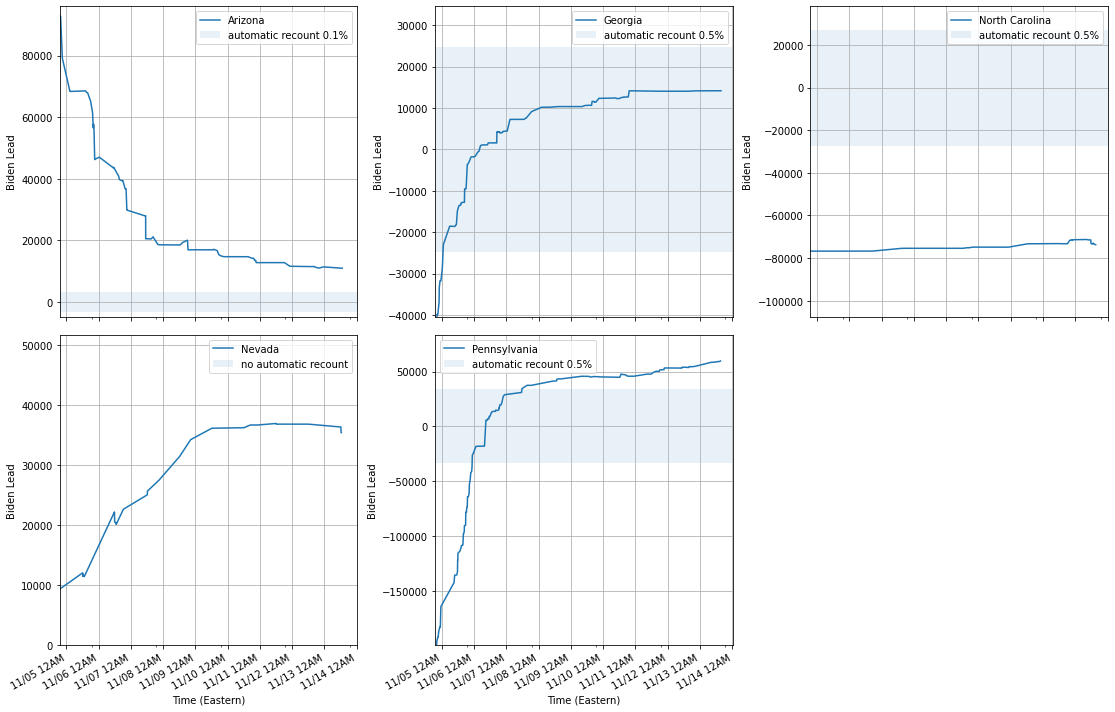 Arizona
automatic recount 0.1%
80000
60000
40000
20000
0
Biden Lead
Georgia
automatic recount 0.5%
30000
20000
10000
0
−10000
−20000
−30000
−40000
Biden Lead
North Carolina
automatic recount 0.5%
20000
0
−20000
−40000
−60000
−80000
−100000
Biden Lead
Nevada
no automatic recount
50000
40000
30000
20000
10000
0
Biden Lead
11/05 12AM
11/06 12AM
11/07 12AM
11/08 12AM
11/09 12AM
11/10 12AM
11/11 12AM
11/12 12AM
11/13 12AM
11/14 12AM
Time (Eastern)
Pennsylvania
automatic recount 0.5%
50000
0
−50000
−100000
−150000
Biden Lead
11/05 12AM
11/06 12AM
11/07 12AM
11/08 12AM
11/09 12AM
11/10 12AM
11/11 12AM
11/12 12AM
11/13 12AM
11/14 12AM
Time (Eastern)